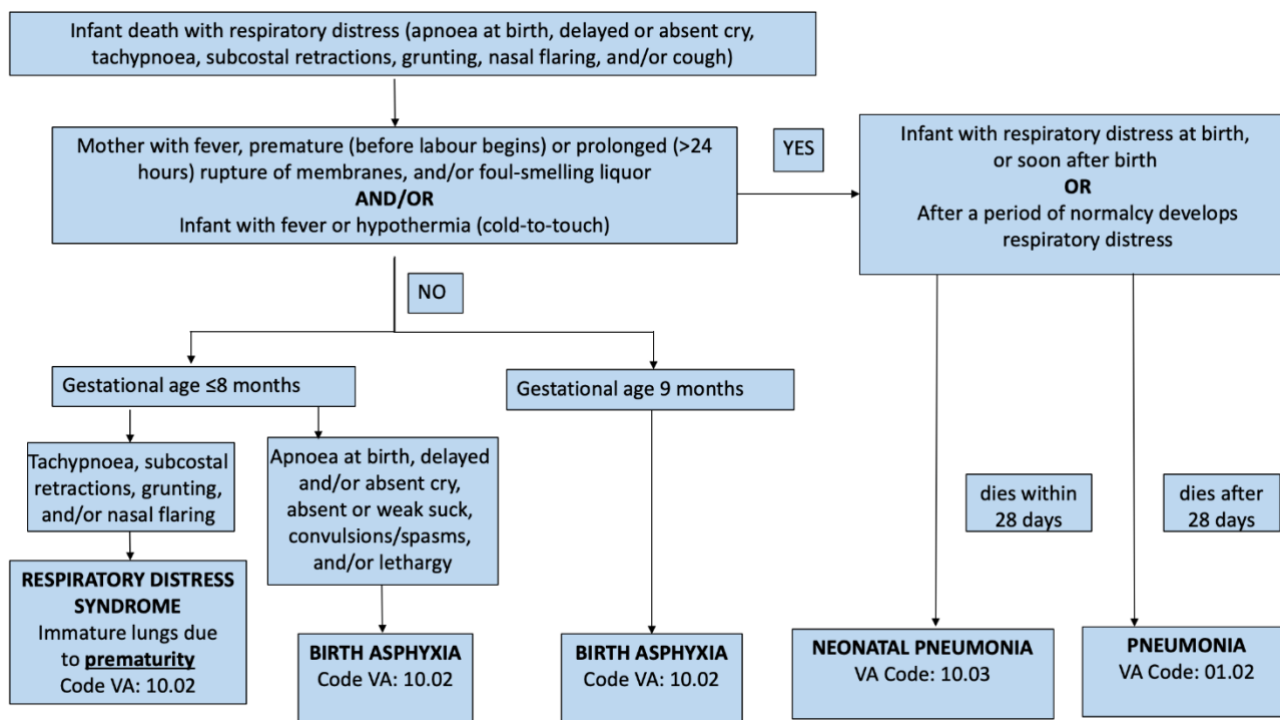 Infant death with respiratory distress (apnoea at birth, delayed or absent cry,
tachypnoea, subcostal retractions, grunting, nasal flaring, and/or cough)
Mother with fever, premature (before labour begins) or prolonged (>24
hours) rupture of membranes, and/or foul-smelling liquor
AND/OR
Infant with fever or hypothermia (cold-to-touch)
YES
Infant with respiratory distress at birth,
or soon after birth
OR
After a period of normalcy develops
respiratory distress
NO
Gestational age ≤8 months
Gestational age 9 months
Tachypnoea, subcostal
retractions, grunting,
and/or nasal flaring
Apnoea at birth, delayed
and/or absent cry,
absent or weak suck,
convulsions/spasms,
and/or lethargy
dies within
28 days
dies after
28 days
RESPIRATORY DISTRESS
SYNDROME
Immature lungs due
to prematurity
Code VA: 10.02
BIRTH ASPHYXIA
Code VA: 10.02
BIRTH ASPHYXIA
Code VA: 10.02
NEONATAL PNEUMONIA
VA Code: 10.03
PNEUMONIA
VA Code: 01.02